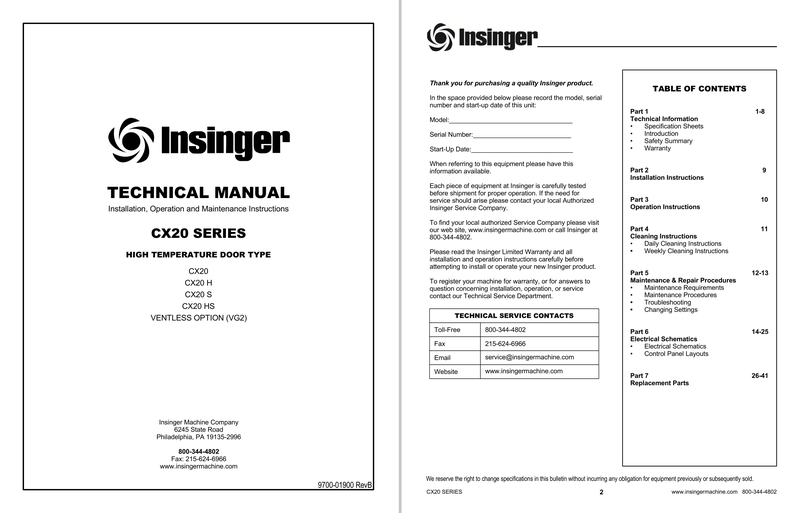 Insinger
TECHNICAL MANUAL
Installation, Operation and Maintenance Instructions
CX20 SERIES
HIGH TEMPERATURE DOOR TYPE
CX20
CX20 H
CX20 S
CX20 HS
VENTLESS OPTION (VG2)
Insinger Machine Company
6245 State Road
Philadelphia, PA 19135-2996
800-344-4802
Fax: 215-624-6966
www.insingermachine.com
9700-01900 RevB
Insinger
Thank you for purchasing a quality Insinger product.
In the space provided below please record the model, serial
number and start-up date of this unit:
Model:
Serial Number:
Start-Up Date:
When referring to this equipment please have this
information available.
Each piece of equipment at Insinger is carefully tested
before shipment for proper operation. If the need for
service should arise please contact your local Authorized
Insinger Service Company.
To find your local authorized Service Company please visit
our web site, www.insingermachine.com or call Insinger at
800-344-4802.
Please read the Insinger Limited Warranty and all
installation and operation instructions carefully before
attempting to install or operate your new Insinger product.
To register your machine for warranty, or for answers to
question concerning installation, operation, or service
contact our Technical Service Department.
TECHNICAL SERVICE CONTACTS
Toll-Free 800-344-4802
Fax 215-624-6966
Email service@insingermachine.com
Website www.insingermachine.com
TABLE OF CONTENTS
Part 1 1-8
Technical Information
• Specification Sheets
• Introduction
• Safety Summary
• Warranty
Part 2 9
Installation Instructions
Part 3 10
Operation Instructions
Part 4 11
Cleaning Instructions
• Daily Cleaning Instructions
• Weekly Cleaning Instructions
Part 5 12-13
Maintenance & Repair Procedures
• Maintenance Requirements
• Maintenance Procedures
• Troubleshooting
• Changing Settings
Part 6 14-25
Electrical Schematics
• Electrical Schematics
• Control Panel Layouts
Part 7 26-41
Replacement Parts
We reserve the right to change specifications in this bulletin without incurring any obligation for equipment previously or subsequently sold.
CX20 SERIES 2 www.insingermachine.com 800-344-4802